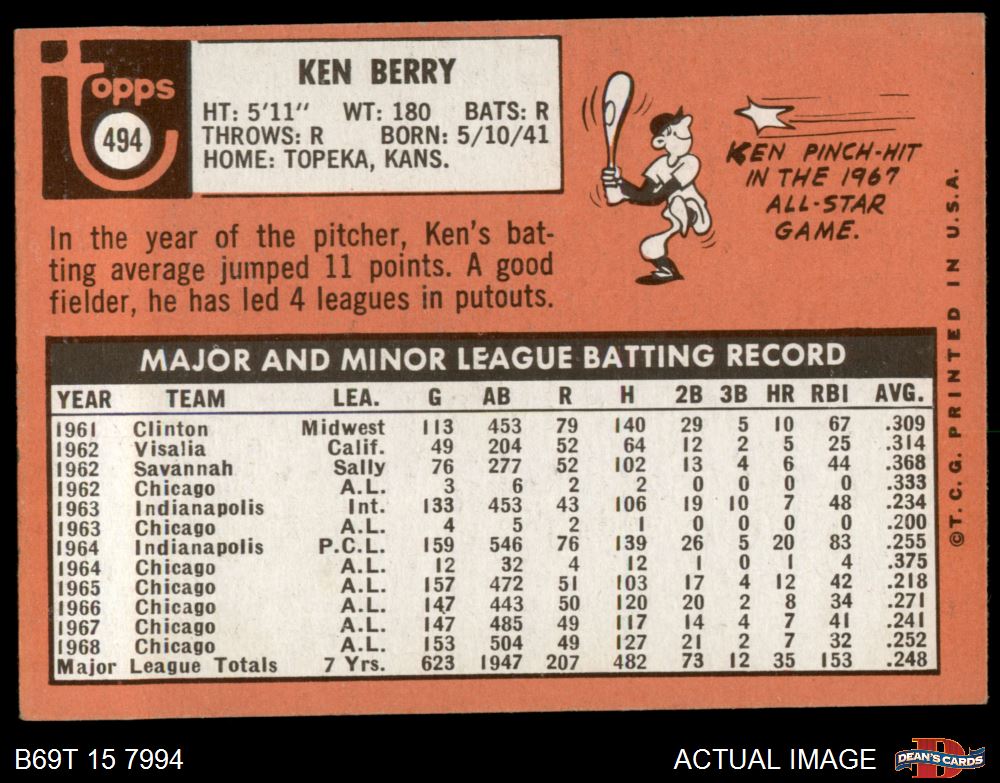 topps
494
KEN BERRY
HT: 5'11" WT: 180 BATS: R
THROWS: R BORN: 5/10/41
HOME: TOPEKA, KANS.
KEN PINCH-HIT
IN THE 1967
ALL-STAR
GAME.
In the year of the pitcher, Ken's bat-
ting average jumped 11 points. A good
fielder, he has led 4 leagues in putouts.
MAJOR AND MINOR LEAGUE BATTING RECORD
YEAR TEAM LEA. G AB R H 2B 3B HR RBI AVG.
1961 Clinton Midwest 113 453 79 140 29 5 10 67 .309
1962 Visalia Calif. 49 204 52 64 12 2 5 25 .314
1962 Savannah Sally 76 277 52 102 13 4 6 44 .368
1962 Chicago A.L. 3 6 2 2 0 0 0 0 .333
1963 Indianapolis Int. 133 453 43 106 19 10 7 48 .234
1963 Chicago A.L. 4 5 2 1 0 0 0 0 .200
1964 Indianapolis P.C.L. 159 546 76 139 26 5 20 83 .255
1964 Chicago A.L. 12 32 4 12 1 0 1 4 .375
1965 Chicago A.L. 157 472 51 103 17 4 12 42 .218
1966 Chicago A.L. 147 443 50 120 20 2 8 34 .271
1967 Chicago A.L. 147 485 49 117 14 4 7 41 .241
1968 Chicago A.L. 153 504 49 127 21 2 7 32 .252
Major League Totals 7 Yrs. 623 1947 207 482 73 12 35 153 .248
©T. C. G. PRINTED IN U.S.A.
B69T 15 7994
ACTUAL IMAGE
DEAN'S CARDS